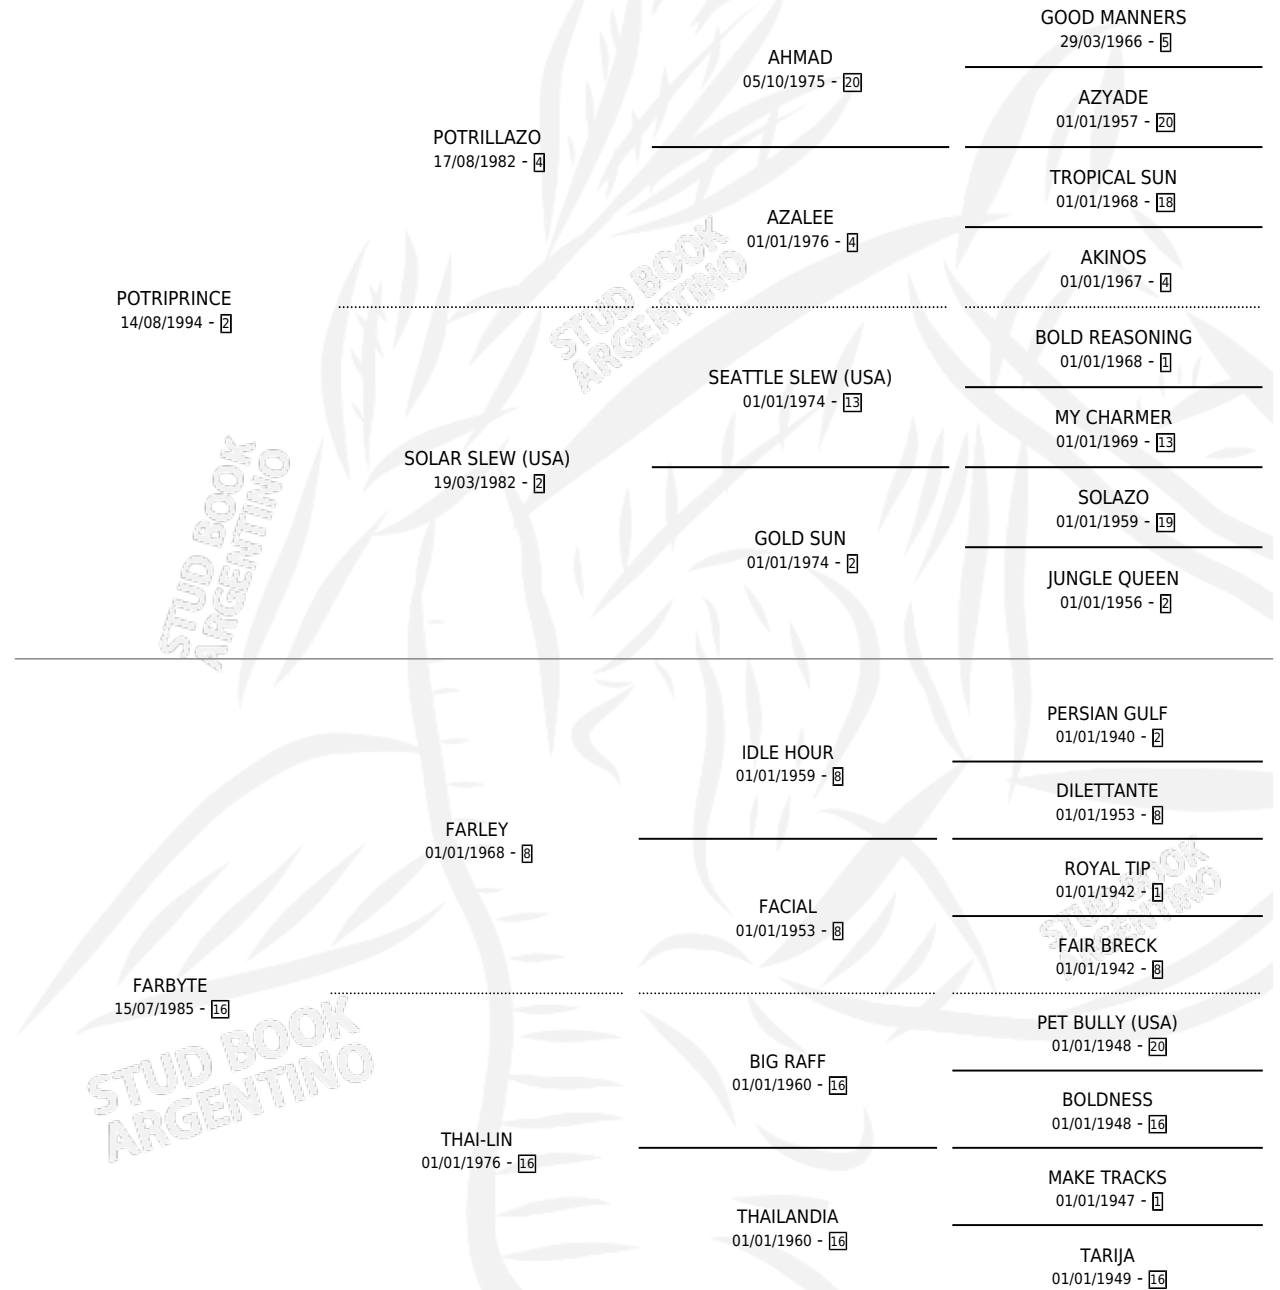 GOOD MANNERS
29/03/1966 - 5
AHMAD
05/10/1975 - 20
AZYADE
01/01/1957 - 20
POTRILLAZO
17/08/1982 - 4
TROPICAL SUN
01/01/1968 - 18
AZALEE
01/01/1976 - 4
AKINOS
01/01/1967 - 4
POTRIPRINCE
14/08/1994 - 2
STUD BOOK
ARGENTINO
BOLD REASONING
01/01/1968 - 1
SEATTLE SLEW (USA)
01/01/1974 - 13
MY CHARMER
01/01/1969 - 13
SOLAR SLEW (USA)
19/03/1982 - 2
SOLAZO
01/01/1959 - 19
GOLD SUN
01/01/1974 - 2
JUNGLE QUEEN
01/01/1956 - 2
STUD BOOK
ARGENTINO
PERSIAN GULF
01/01/1940 - 2
IDLE HOUR
01/01/1959 - 8
DILETTANTE
01/01/1953 - 8
FARLEY
01/01/1968 - 8
ROYAL TIP
01/01/1942 - 1
FACIAL
01/01/1953 - 8
FAIR BRECK
01/01/1942 - 8
STUD BOOK
ARGENTINO
FARBYTE
15/07/1985 - 16
PET BULLY (USA)
01/01/1948 - 20
BIG RAFF
01/01/1960 - 16
BOLDNESS
01/01/1948 - 16
STUD BOOK
ARGENTINO
THAI-LIN
01/01/1976 - 16
MAKE TRACKS
01/01/1947 - 1
THAILANDIA
01/01/1960 - 16
TARIJA
01/01/1949 - 16